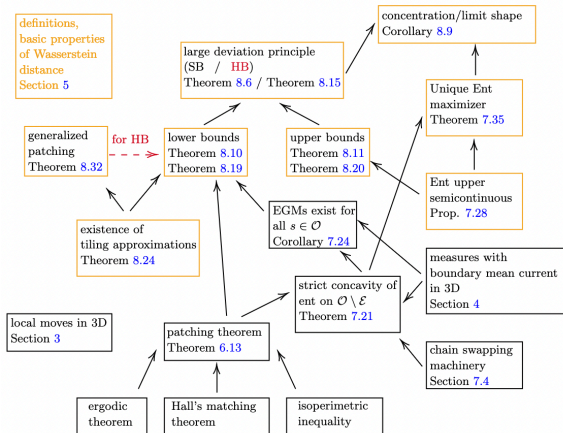 definitions,
basic properties
of Wasserstein
distance
Section 5
concentration/limit shape
Corollary 8.9
large deviation principle
(SB / HB)
Theorem 8.6 / Theorem 8.15
Unique Ent
maximizer
Theorem 7.35
generalized
patching
Theorem 8.32
for HB
lower bounds
Theorem 8.10
Theorem 8.19
upper bounds
Theorem 8.11
Theorem 8.20
Ent upper
semicontinuous
Prop. 7.28
EGMs exist for
all s ∈ 𝒪
Corollary 7.24
existence of
tiling approximations
Theorem 8.24
measures with
boundary mean current
in 3D
Section 4
strict concavity of
ent on 𝒪 \ ℰ
Theorem 7.21
local moves in 3D
Section 3
patching theorem
Theorem 6.13
chain swapping
machinery
Section 7.4
ergodic
theorem
Hall's matching
theorem
isoperimetric
inequality